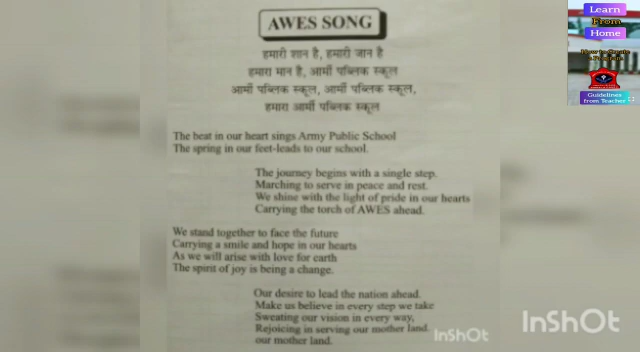 AWES SONG
हमारी शान है, हमारी जान है
हमारा मान है, आर्मी पब्लिक स्कूल
आर्मी पब्लिक स्कूल, आर्मी पब्लिक स्कूल,
हमारा आर्मी पब्लिक स्कूल
The beat in our heart sings Army Public School
The spring in our feet-leads to our school.
The journey begins with a single step.
Marching to serve in peace and rest.
We shine with the light of pride in our hearts
Carrying the torch of AWES ahead.
We stand together to face the future
Carrying a smile and hope in our hearts
As we will arise with love for earth
The spirit of joy is being a change.
Our desire to lead the nation ahead.
Make us believe in every step we take
Sweating our vision in every way,
Rejoicing in serving our mother land.
our mother land.
InShOt
InShOt
Learn
From
Home
How to Create
Guidelines
From Teacher